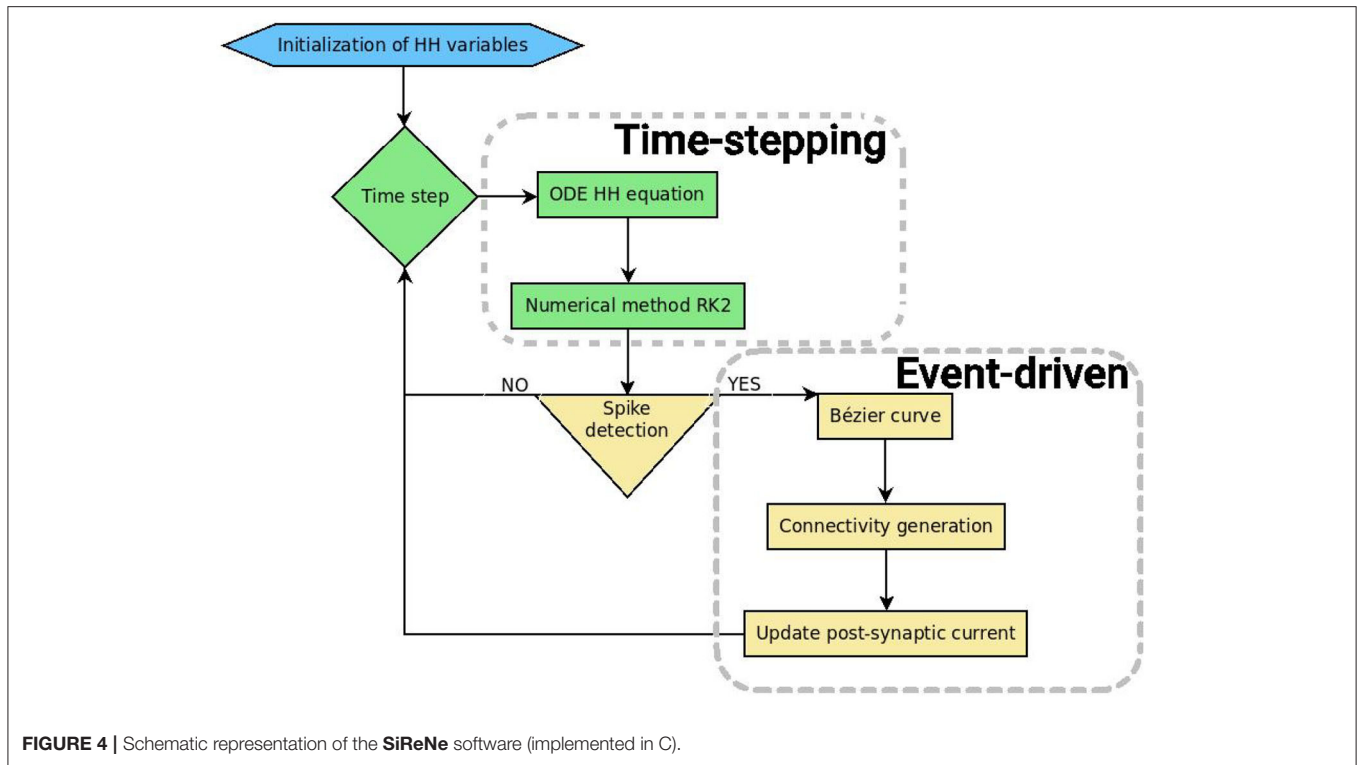 Initialization of HH variables
Time-stepping
Time step
ODE HH equation
Numerical method RK2
Event-driven
NO
YES
Spike
detection
Bézier curve
Connectivity generation
Update post-synaptic current
FIGURE 4 | Schematic representation of the SiReNe software (implemented in C).